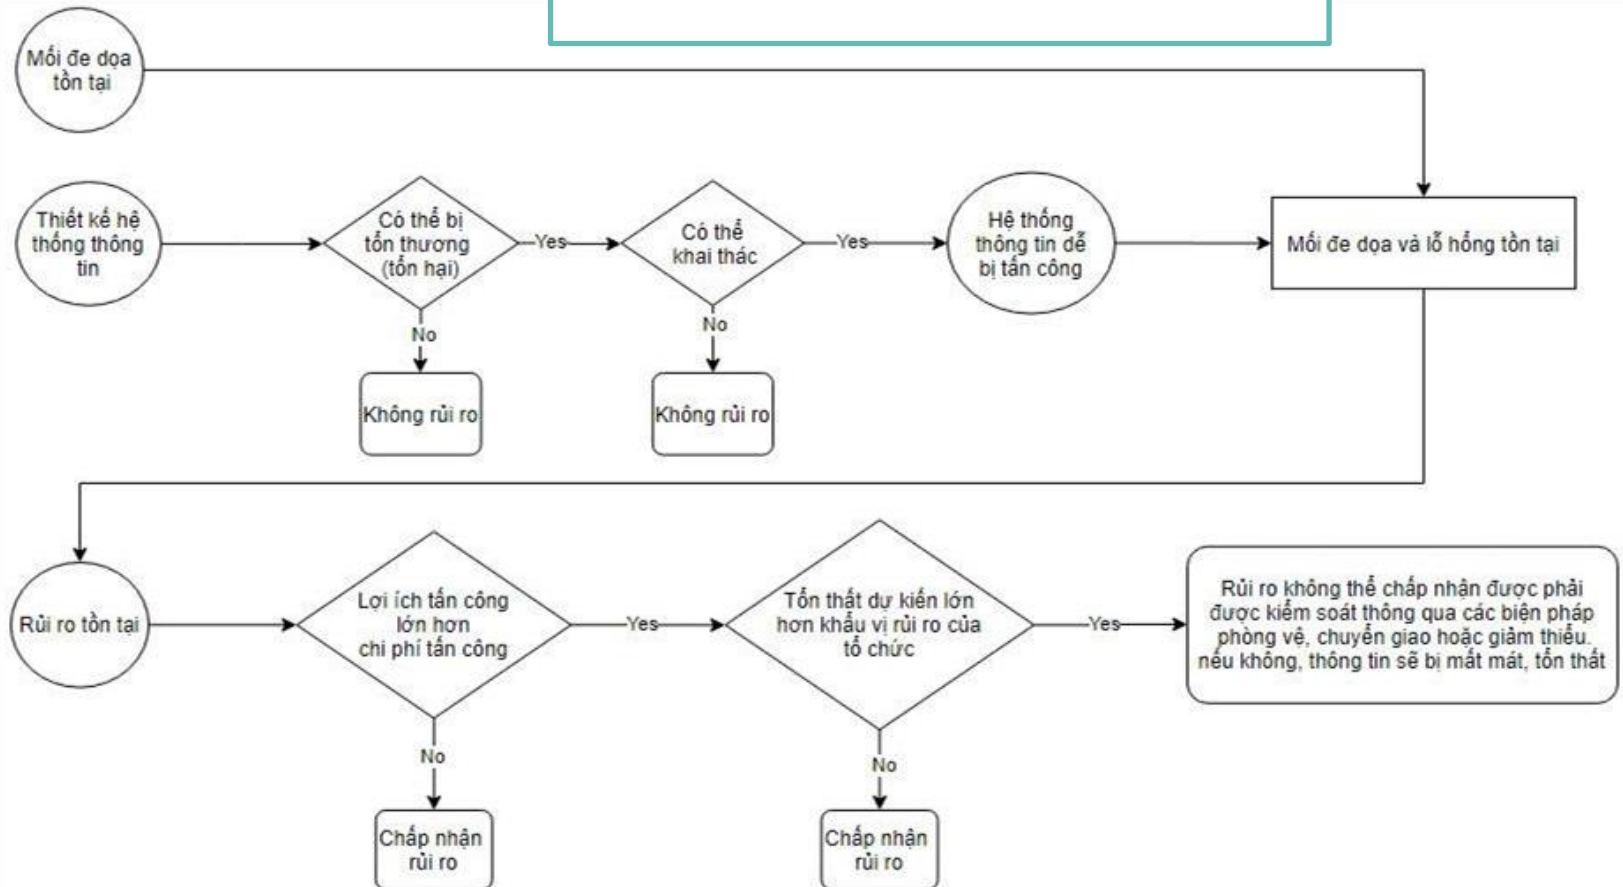 Mối đe dọa
tồn tại
Thiết kế hệ
thống thông
tin
Có thể bị
tổn thương
(tổn hại)
Yes
Có thể
khai thác
Yes
Hệ thống
thông tin dễ
bị tấn công
Mối đe dọa và lỗ hổng tồn tại
No
No
Không rủi ro
Không rủi ro
Rủi ro tồn tại
Lợi ích tấn công
lớn hơn
chi phí tấn công
Yes
Tổn thất dự kiến lớn
hơn khẩu vị rủi ro của
tổ chức
Yes
Rủi ro không thể chấp nhận được phải
được kiểm soát thông qua các biện pháp
phòng vệ, chuyển giao hoặc giảm thiểu.
nếu không, thông tin sẽ bị mất mát, tổn thất
No
No
Chấp nhận
rủi ro
Chấp nhận
rủi ro